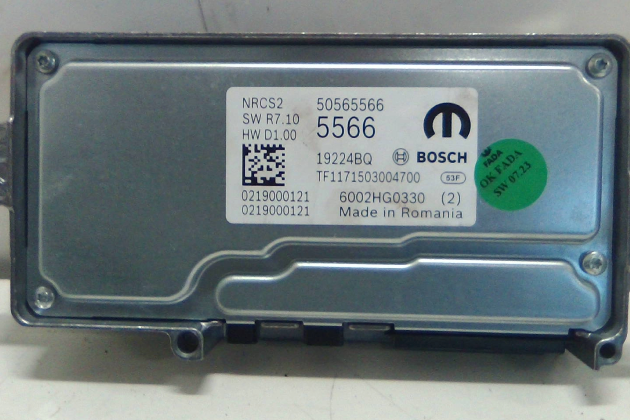 NRCS2 50565566
SW R7.10
HW D1.00 5566
19224BQ BOSCH
TF1171503004700 53F
0219000121 6002HG0330 (2)
0219000121 Made in Romania
FADA
OK FADA
SW 07.23